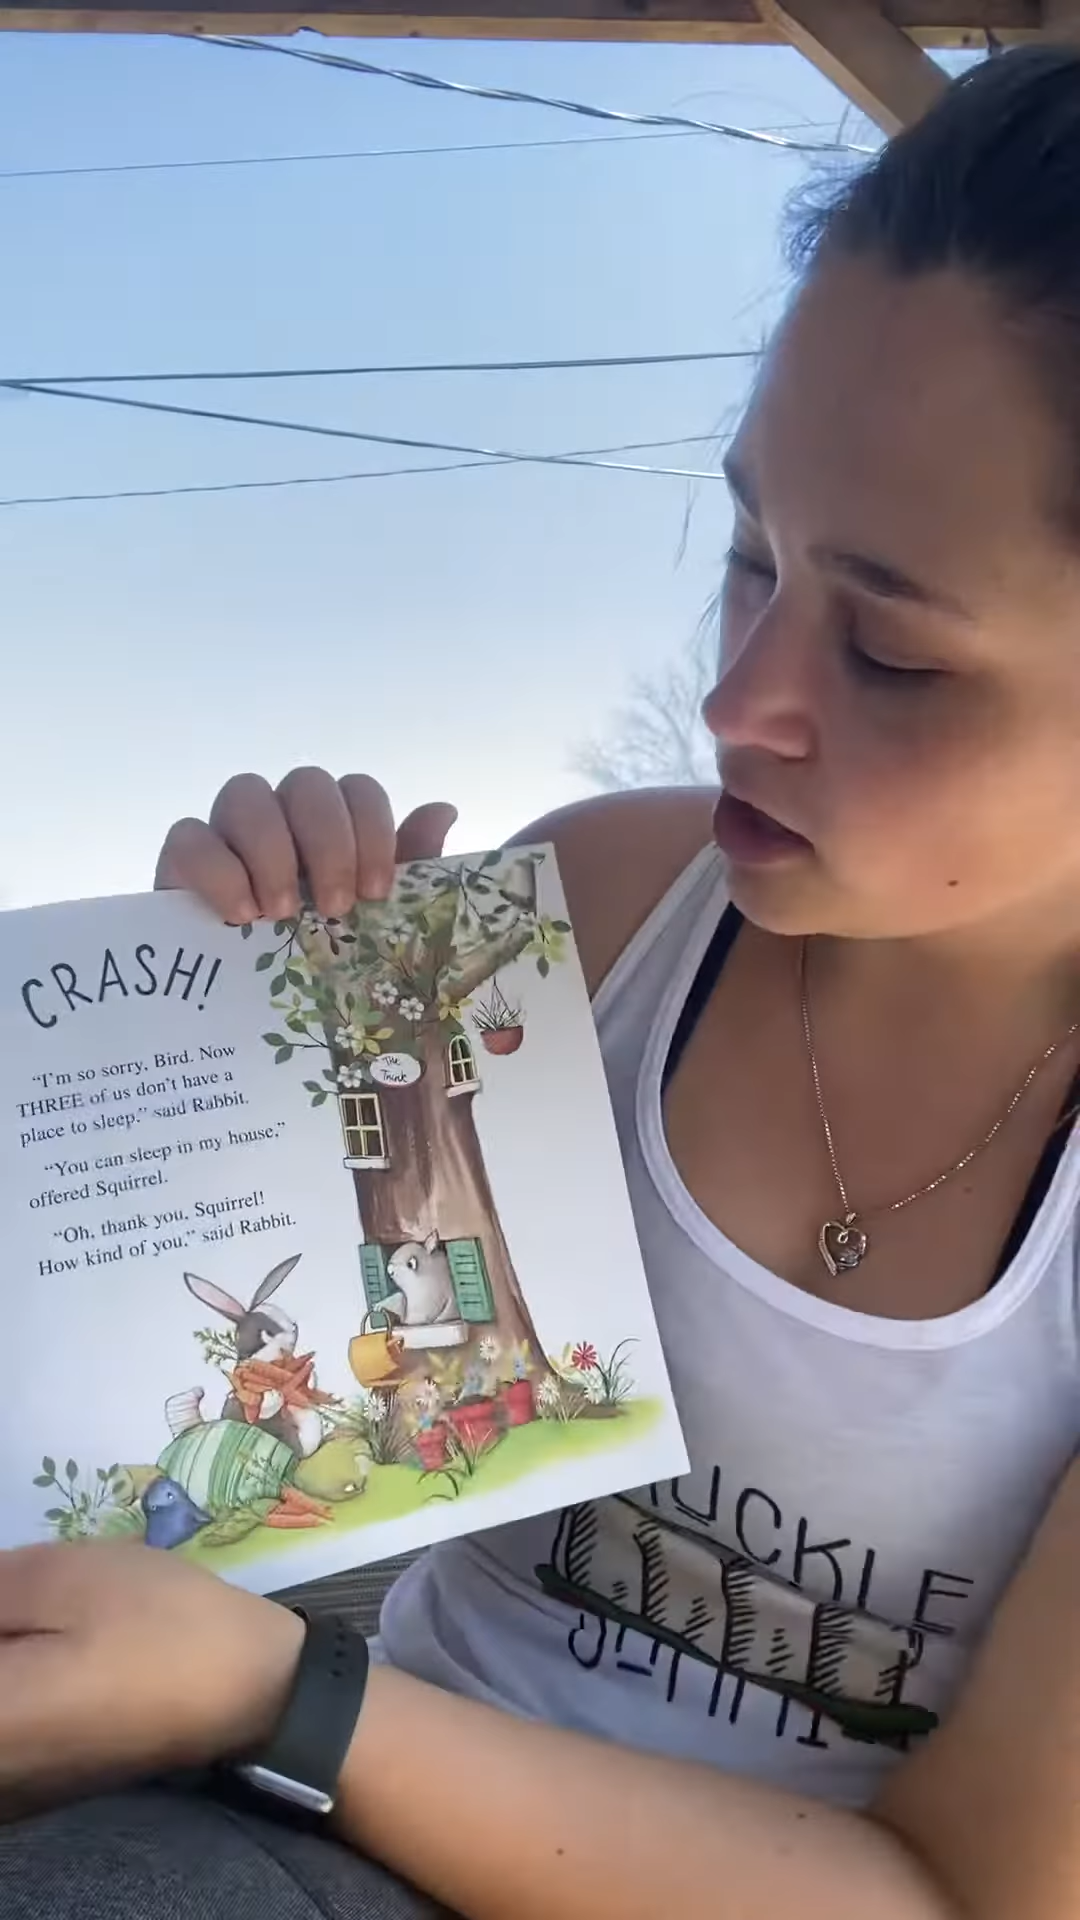 CRASH!
"I'm so sorry, Bird. Now
THREE of us don't have a
place to sleep," said Rabbit.
"You can sleep in my house,"
offered Squirrel.
"Oh, thank you, Squirrel!
How kind of you," said Rabbit.
The
Trunk